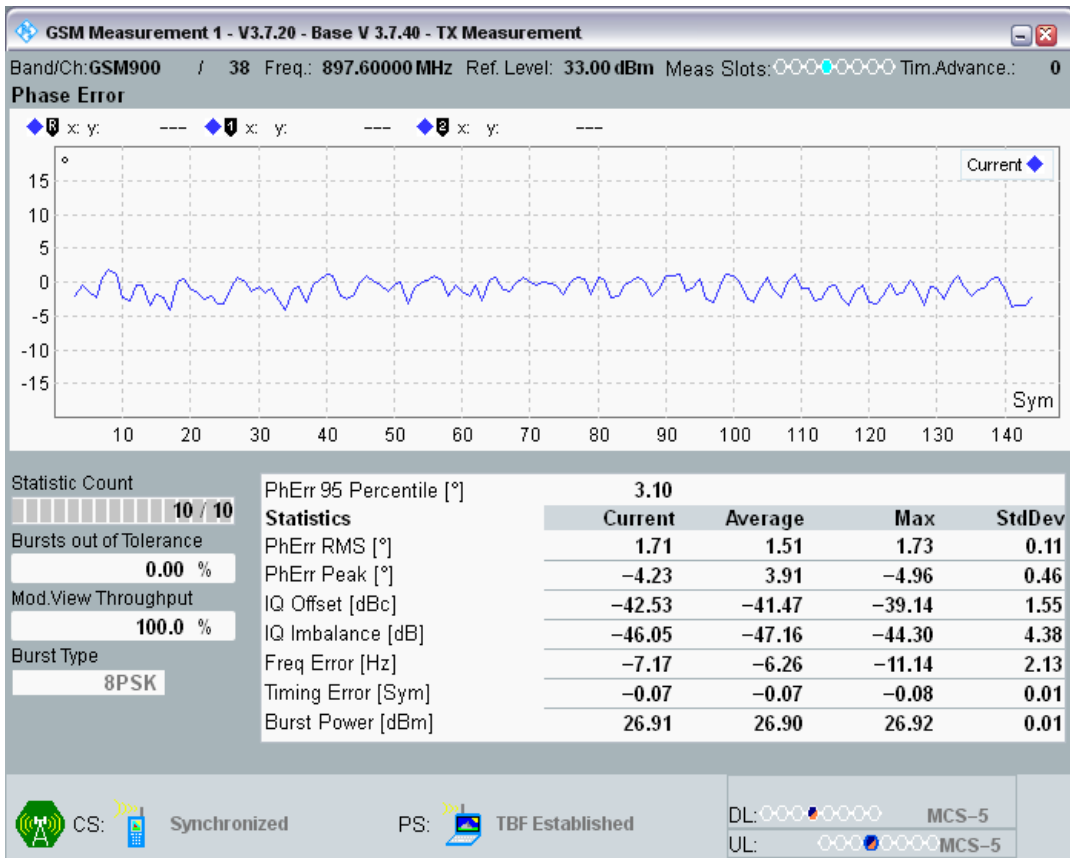 GSM Measurement 1 - V3.7.20 - Base V 3.7.40 - TX Measurement
Band/Ch:GSM900 / 38 Freq.: 897.60000 MHz Ref. Level: 33.00 dBm Meas Slots: Tim.Advance.: 0
Phase Error
R x: y: --- 1 x: y: --- 2 x: y: ---
° Current
15
10
5
0
-5
-10
-15
Sym
10 20 30 40 50 60 70 80 90 100 110 120 130 140
Statistic Count
10 / 10
Bursts out of Tolerance
0.00 %
Mod.View Throughput
100.0 %
Burst Type
8PSK
PhErr 95 Percentile [°] 3.10
Statistics Current Average Max StdDev
PhErr RMS [°] 1.71 1.51 1.73 0.11
PhErr Peak [°] −4.23 3.91 −4.96 0.46
IQ Offset [dBc] −42.53 −41.47 −39.14 1.55
IQ Imbalance [dB] −46.05 −47.16 −44.30 4.38
Freq Error [Hz] −7.17 −6.26 −11.14 2.13
Timing Error [Sym] −0.07 −0.07 −0.08 0.01
Burst Power [dBm] 26.91 26.90 26.92 0.01
CS: Synchronized PS: TBF Established
DL: MCS−5
UL: MCS−5